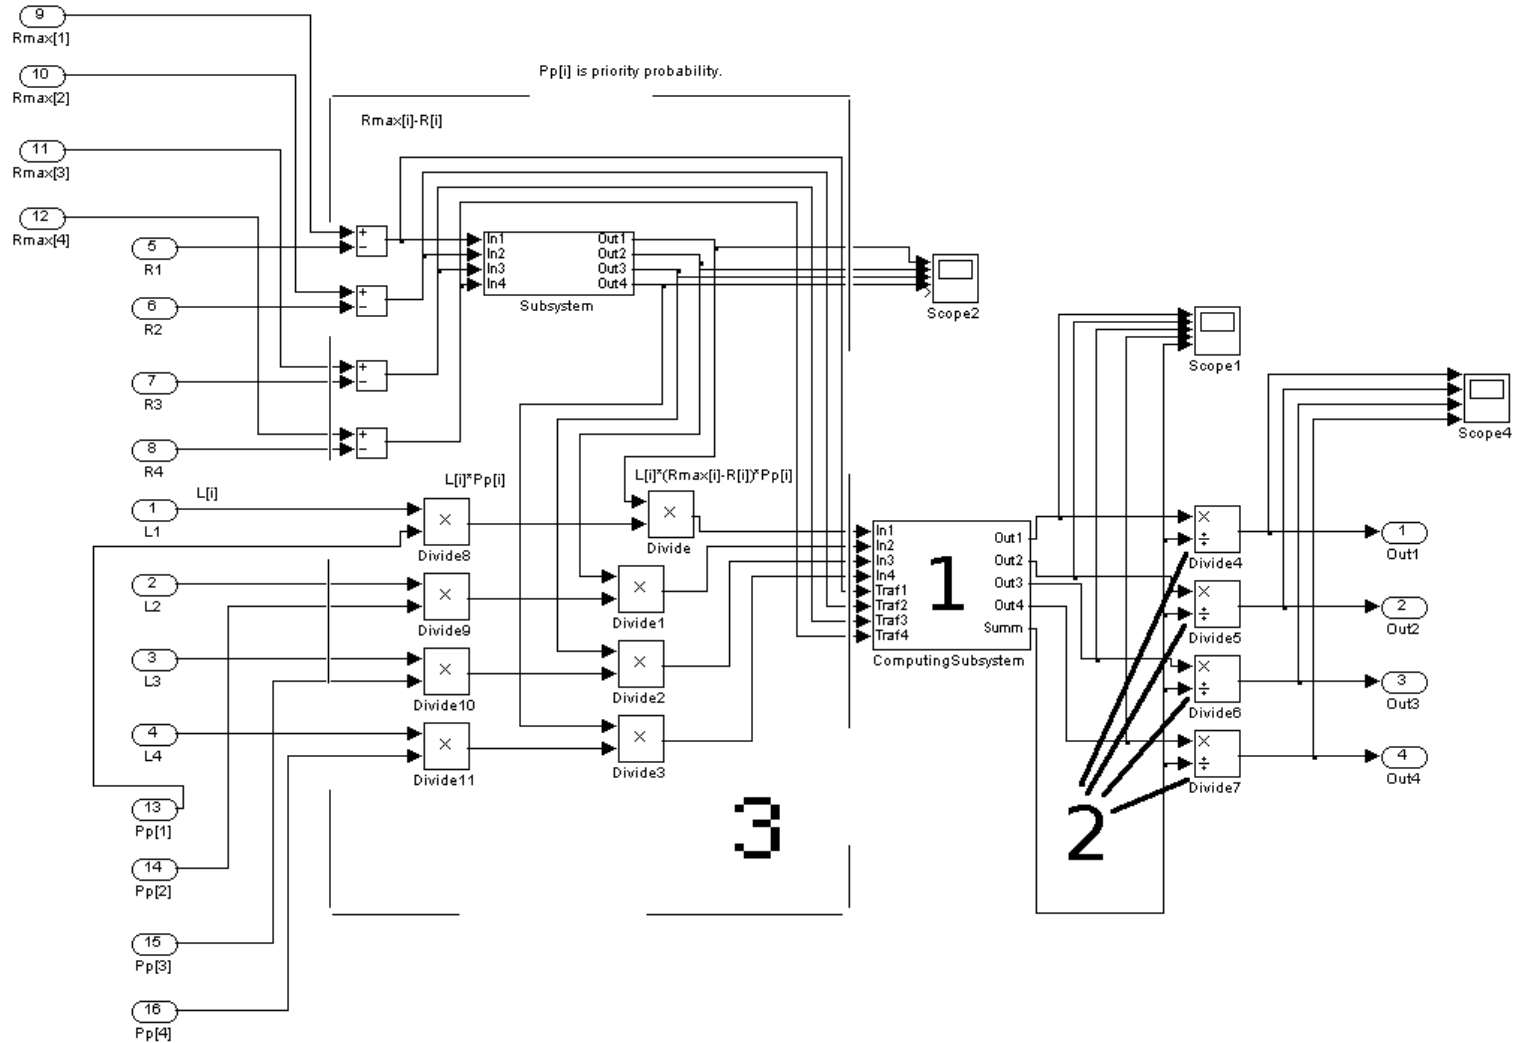 9
Rmax[1]
10
Rmax[2]
11
Rmax[3]
12
Rmax[4]
5
R1
6
R2
7
R3
8
R4
1
L1
L[i]
2
L2
3
L3
4
L4
13
Pp[1]
14
Pp[2]
15
Pp[3]
16
Pp[4]
Pp[i] is priority probability.
Rmax[i]-R[i]
+
−
+
−
+
−
+
−
In1 Out1
In2 Out2
In3 Out3
In4 Out4
Subsystem
Scope2
L[i]*Pp[i]
L[i]*(Rmax[i]-R[i])*Pp[i]
×
Divide8
×
Divide9
×
Divide10
×
Divide11
×
Divide
×
Divide1
×
Divide2
×
Divide3
3
In1
In2
In3
In4
Traf1
Traf2
Traf3
Traf4
1
Out1
Out2
Out3
Out4
Summ
ComputingSubsystem
Scope1
Scope4
×
÷
Divide4
×
÷
Divide5
×
÷
Divide6
×
÷
Divide7
2
1
Out1
2
Out2
3
Out3
4
Out4